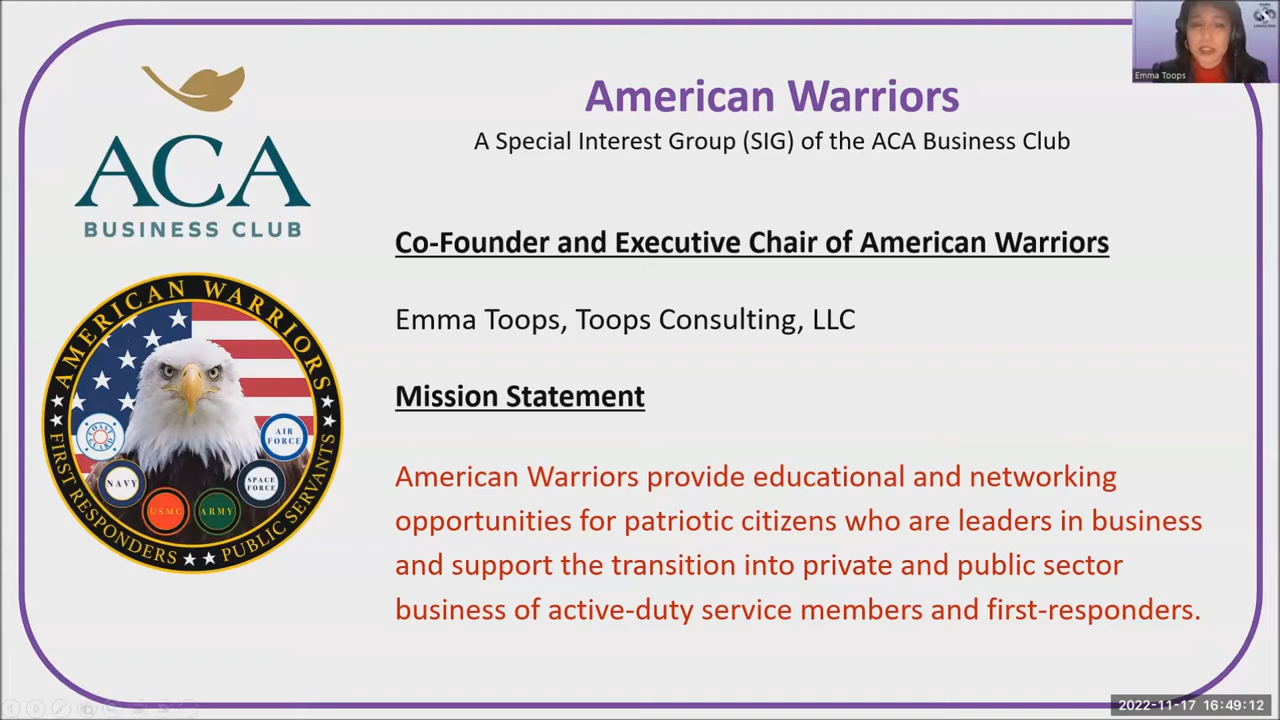 American Warriors
A Special Interest Group (SIG) of the ACA Business Club
Emma Toops
ACA
BUSINESS CLUB
Co-Founder and Executive Chair of American Warriors
Emma Toops, Toops Consulting, LLC
Mission Statement
American Warriors provide educational and networking
opportunities for patriotic citizens who are leaders in business
and support the transition into private and public sector
business of active-duty service members and first-responders.
AMERICAN WARRIORS
COAST GUARD
AIR
FORCE
NAVY
SPACE
FORCE
USMC
ARMY
FIRST RESPONDERS
PUBLIC SERVANTS
2022-11-17 16:49:12